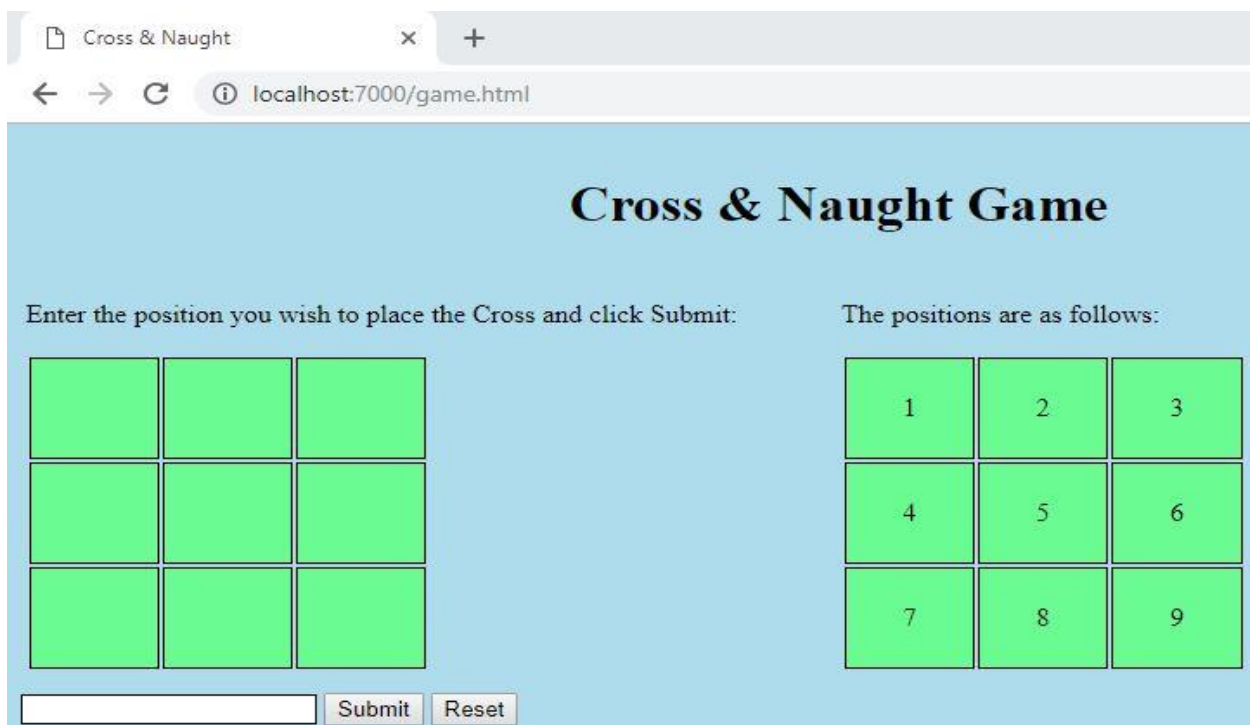 Cross & Naught
localhost:7000/game.html
Cross & Naught Game
Enter the position you wish to place the Cross and click Submit:
The positions are as follows:
1 2 3
4 5 6
7 8 9
Submit Reset